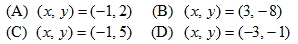 (A) (x, y)=(−1, 2) (B) (x, y)=(3, −8)
(C) (x, y)=(−1, 5) (D) (x, y)=(−3, −1)